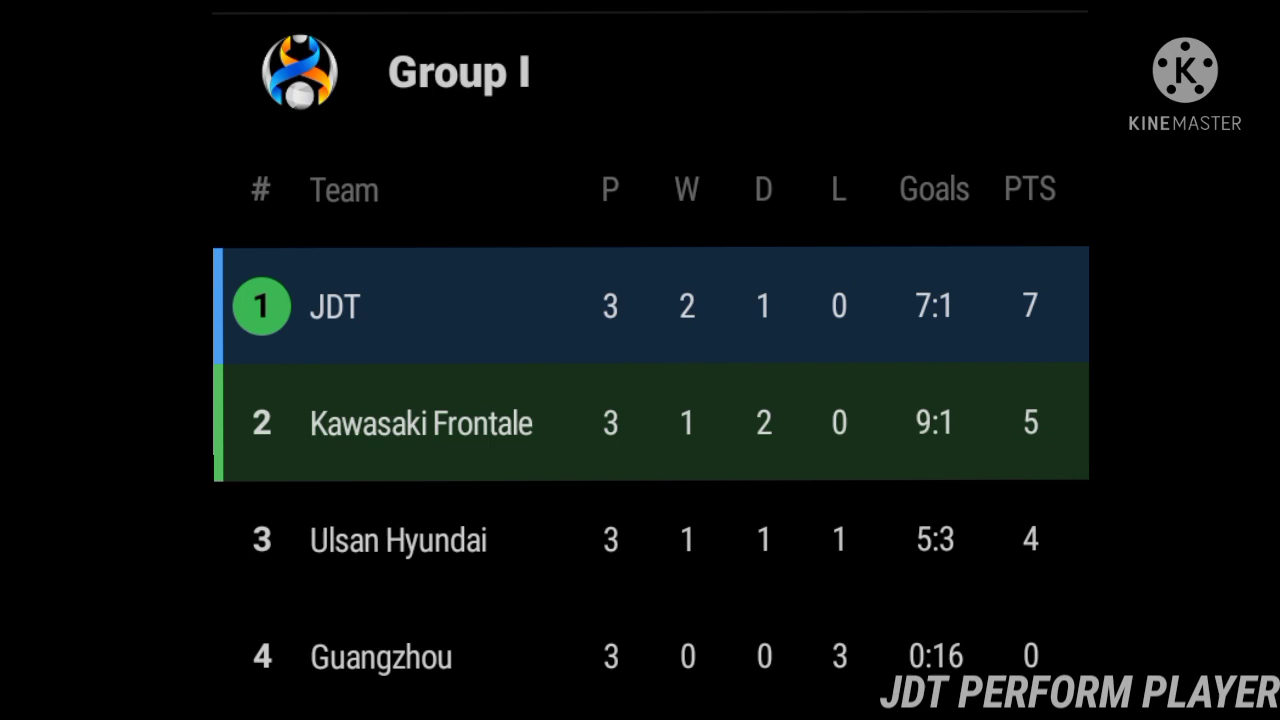 Group I
K
KINEMASTER
# Team P W D L Goals PTS
1 JDT 3 2 1 0 7:1 7
2 Kawasaki Frontale 3 1 2 0 9:1 5
3 Ulsan Hyundai 3 1 1 1 5:3 4
4 Guangzhou 3 0 0 3 0:16 0
JDT PERFORM PLAYER